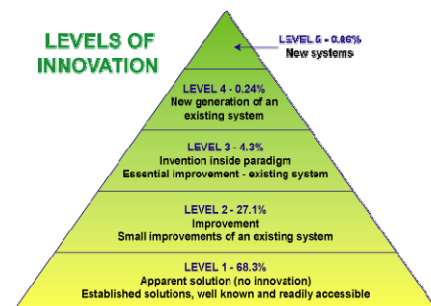 LEVELS OF
INNOVATION
LEVEL 5 - 0.06%
New systems
LEVEL 4 - 0.24%
New generation of an
existing system
LEVEL 3 - 4.3%
Invention inside paradigm
Essential improvement - existing system
LEVEL 2 - 27.1%
Improvement
Small improvements of an existing system
LEVEL 1 - 68.3%
Apparent solution (no innovation)
Established solutions, well known and readily accessible